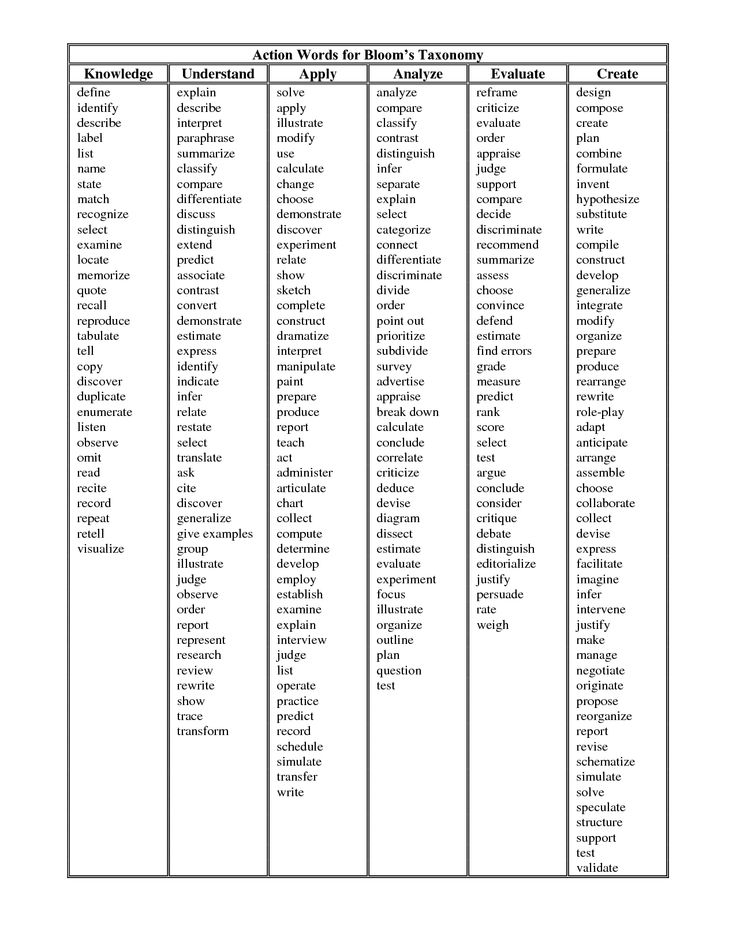 Action Words for Bloom's Taxonomy
Knowledge
define
identify
describe
label
list
name
state
match
recognize
select
examine
locate
memorize
quote
recall
reproduce
tabulate
tell
copy
discover
duplicate
enumerate
listen
observe
omit
read
recite
record
repeat
retell
visualize
Understand
explain
describe
interpret
paraphrase
summarize
classify
compare
differentiate
discuss
distinguish
extend
predict
associate
contrast
convert
demonstrate
estimate
express
identify
indicate
infer
relate
restate
select
translate
ask
cite
discover
generalize
give examples
group
illustrate
judge
observe
order
report
represent
research
review
rewrite
show
trace
transform
Apply
solve
apply
illustrate
modify
use
calculate
change
choose
demonstrate
discover
experiment
relate
show
sketch
complete
construct
dramatize
interpret
manipulate
paint
prepare
produce
report
teach
act
administer
articulate
chart
collect
compute
determine
develop
employ
establish
examine
explain
interview
judge
list
operate
practice
predict
record
schedule
simulate
transfer
write
Analyze
analyze
compare
classify
contrast
distinguish
infer
separate
explain
select
categorize
connect
differentiate
discriminate
divide
order
point out
prioritize
subdivide
survey
advertise
appraise
break down
calculate
conclude
correlate
criticize
deduce
devise
diagram
dissect
estimate
evaluate
experiment
focus
illustrate
organize
outline
plan
question
test
Evaluate
reframe
criticize
evaluate
order
appraise
judge
support
compare
decide
discriminate
recommend
summarize
assess
choose
convince
defend
estimate
find errors
grade
measure
predict
rank
score
select
test
argue
conclude
consider
critique
debate
distinguish
editorialize
justify
persuade
rate
weigh
Create
design
compose
create
plan
combine
formulate
invent
hypothesize
substitute
write
compile
construct
develop
generalize
integrate
modify
organize
prepare
produce
rearrange
rewrite
role-play
adapt
anticipate
arrange
assemble
choose
collaborate
collect
devise
express
facilitate
imagine
infer
intervene
justify
make
manage
negotiate
originate
propose
reorganize
report
revise
schematize
simulate
solve
speculate
structure
support
test
validate